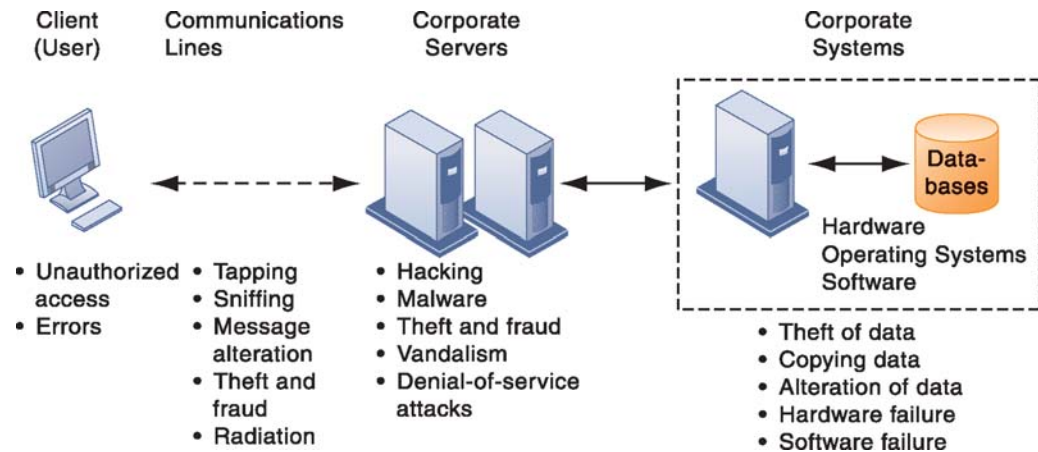 Client
(User)
Communications
Lines
Corporate
Servers
Corporate
Systems
Data-
bases
Hardware
Operating Systems
Software
• Unauthorized
access
• Errors
• Tapping
• Sniffing
• Message
alteration
• Theft and
fraud
• Radiation
• Hacking
• Malware
• Theft and fraud
• Vandalism
• Denial-of-service
attacks
• Theft of data
• Copying data
• Alteration of data
• Hardware failure
• Software failure